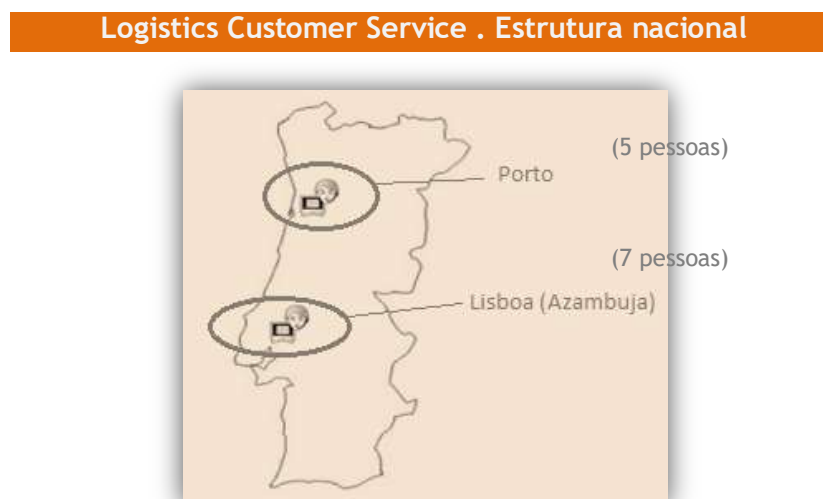 Logistics Customer Service . Estrutura nacional
(5 pessoas)
Porto
(7 pessoas)
Lisboa (Azambuja)